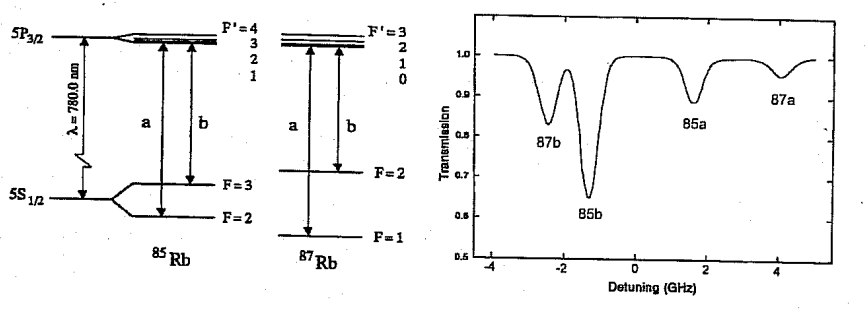 5P3/2
λ = 780.0 nm
5S1/2
F'=4
3
2
1
a
b
F=3
F=2
85Rb
F'=3
2
1
0
a
b
F=2
F=1
87Rb
Transmission
1.0
0.9
0.8
0.7
0.6
0.5
87b
85b
85a
87a
-4
-2
0
2
4
Detuning (GHz)